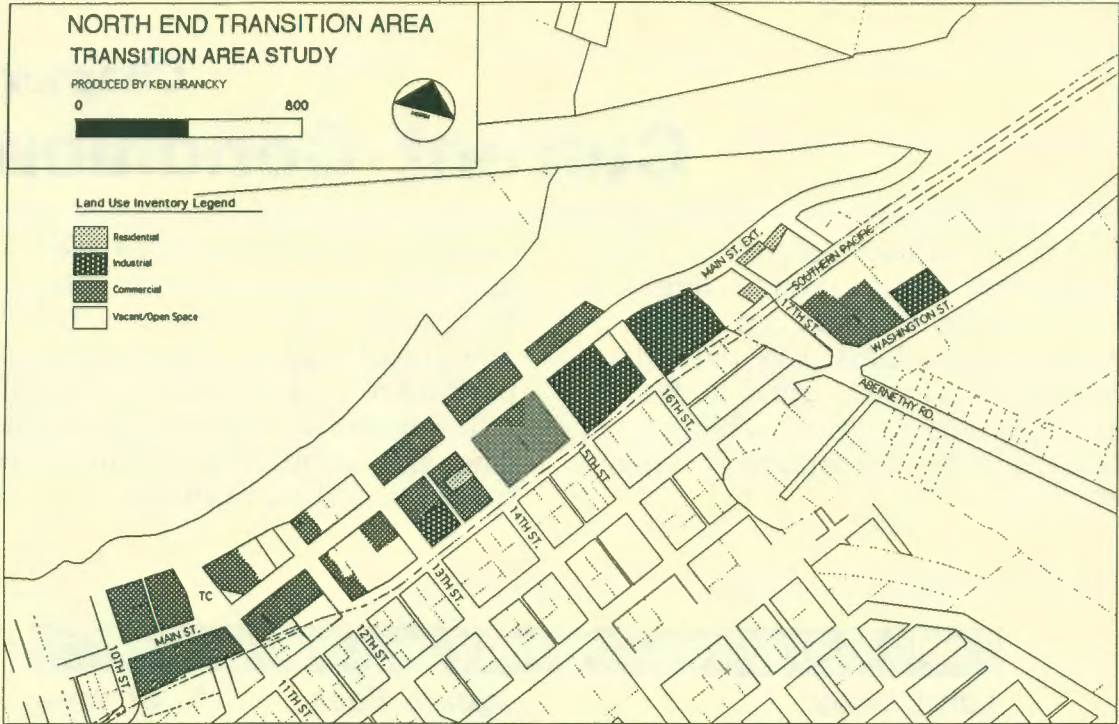 NORTH END TRANSITION AREA
TRANSITION AREA STUDY
PRODUCED BY KEN HRANICKY
0 800
Land Use Inventory Legend
Residential
Industrial
Commercial
Vacant/Open Space
MAIN ST. EXT.
SOUTHERN PACIFIC
17TH ST.
WASHINGTON ST.
ABERNETHY RD.
16TH ST.
5TH ST.
14TH ST.
13TH ST.
12TH ST.
11TH ST.
10TH ST.
MAIN ST.
TC